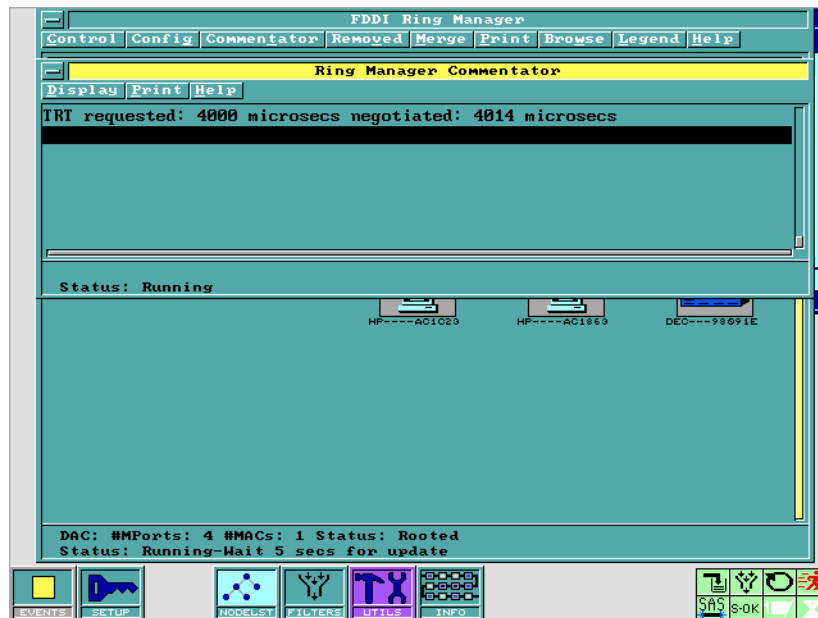 FDDI Ring Manager
Control Config Commentator Removed Merge Print Browse Legend Help
Ring Manager Commentator
Display Print Help
TRT requested: 4000 microsecs negotiated: 4014 microsecs
Status: Running
HP----AC1C23 HP----AC1863 DEC---98091E
DAC: #MPorts: 4 #MACs: 1 Status: Rooted
Status: Running-Wait 5 secs for update
EVENTS SETUP NODELST FILTERS UTILS INFO
SAS S-OK